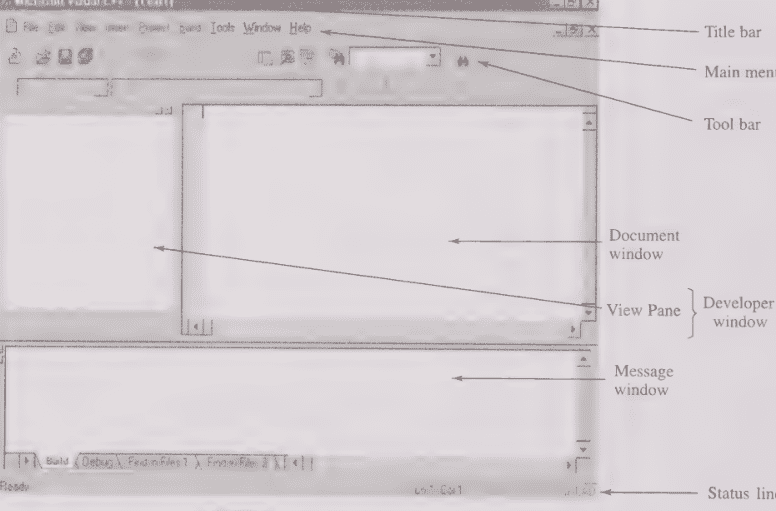 Title bar
File Edit View Insert Project Build Tools Window Help
Main men
Tool bar
Document
window
View Pane
Developer
window
Message
window
Build Debug Find in Files 1 Find in Files 2
Ready
Status line